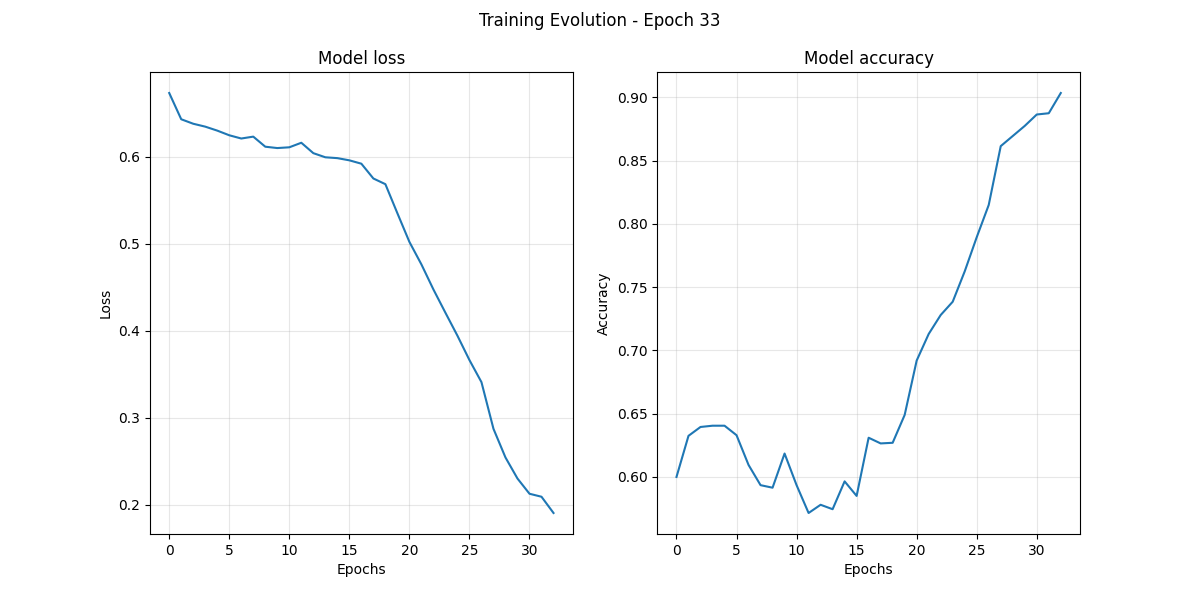 Training Evolution - Epoch 33
Model loss
Loss
0.6
0.5
0.4
0.3
0.2
0 5 10 15 20 25 30
Epochs
Model accuracy
Accuracy
0.90
0.85
0.80
0.75
0.70
0.65
0.60
0 5 10 15 20 25 30
Epochs